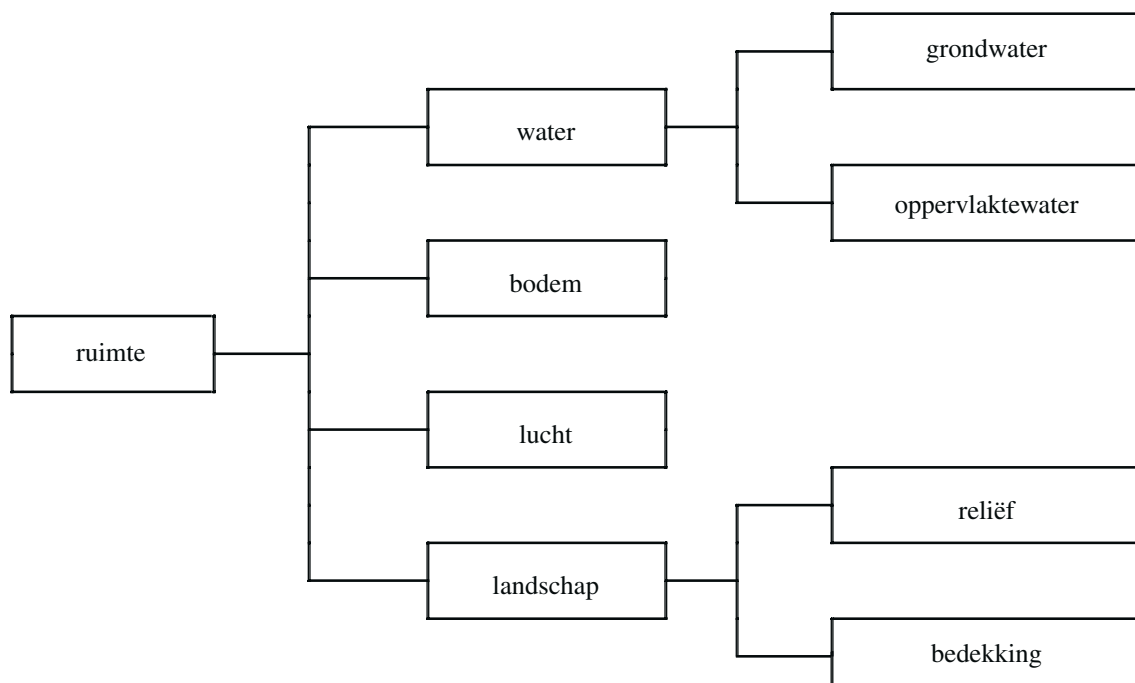 grondwater
water
oppervlaktewater
bodem
ruimte
lucht
reliëf
landschap
bedekking